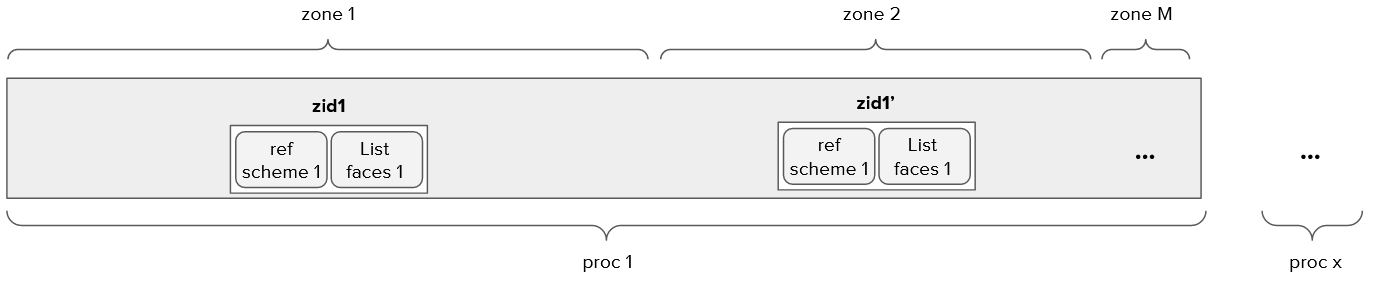 zone 1
zone 2
zone M
zid1
zid1’
ref
scheme 1
List
faces 1
ref
scheme 1
List
faces 1
...
...
proc 1
proc x